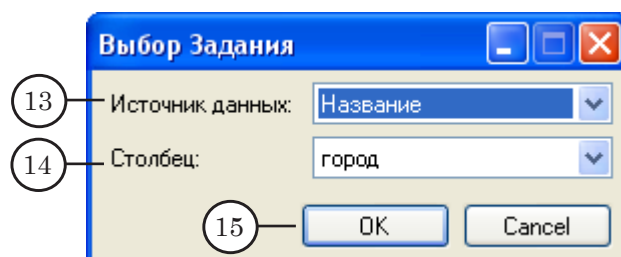 Выбор Задания
13 Источник данных: Название
14 Столбец: город
15 OK Cancel